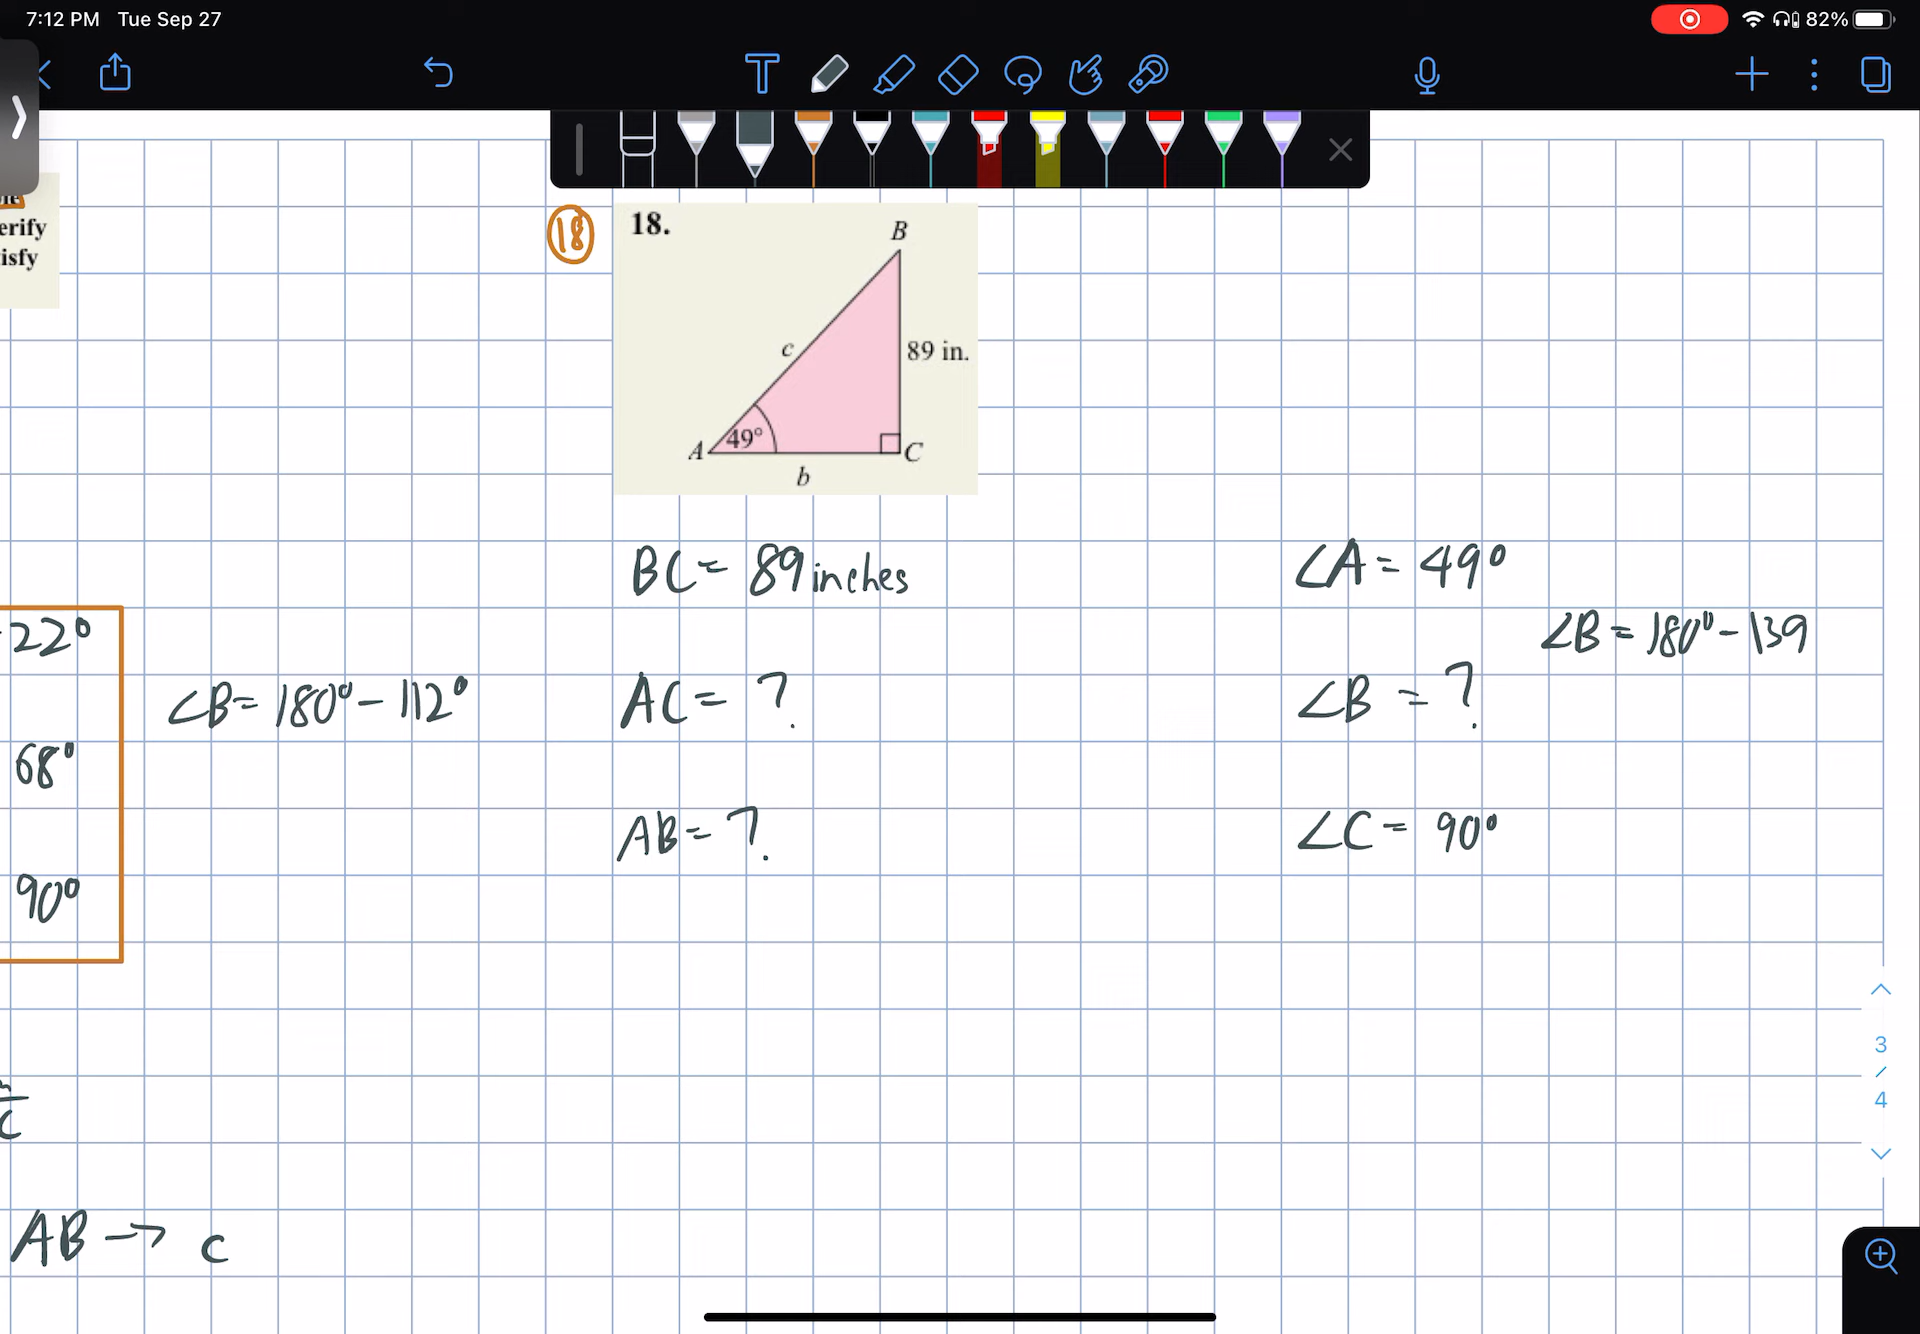 7:12 PM Tue Sep 27
82%
erify
isfy
18
18.
B
c
89 in.
49°
A
C
b
BC = 89 inches
∠A = 49°
22°
∠B = 180° - 139
∠B = 180° - 112°
AC = ?
∠B = ?
68°
AB = ?
∠C = 90°
90°
3
/
4
C
AB → c